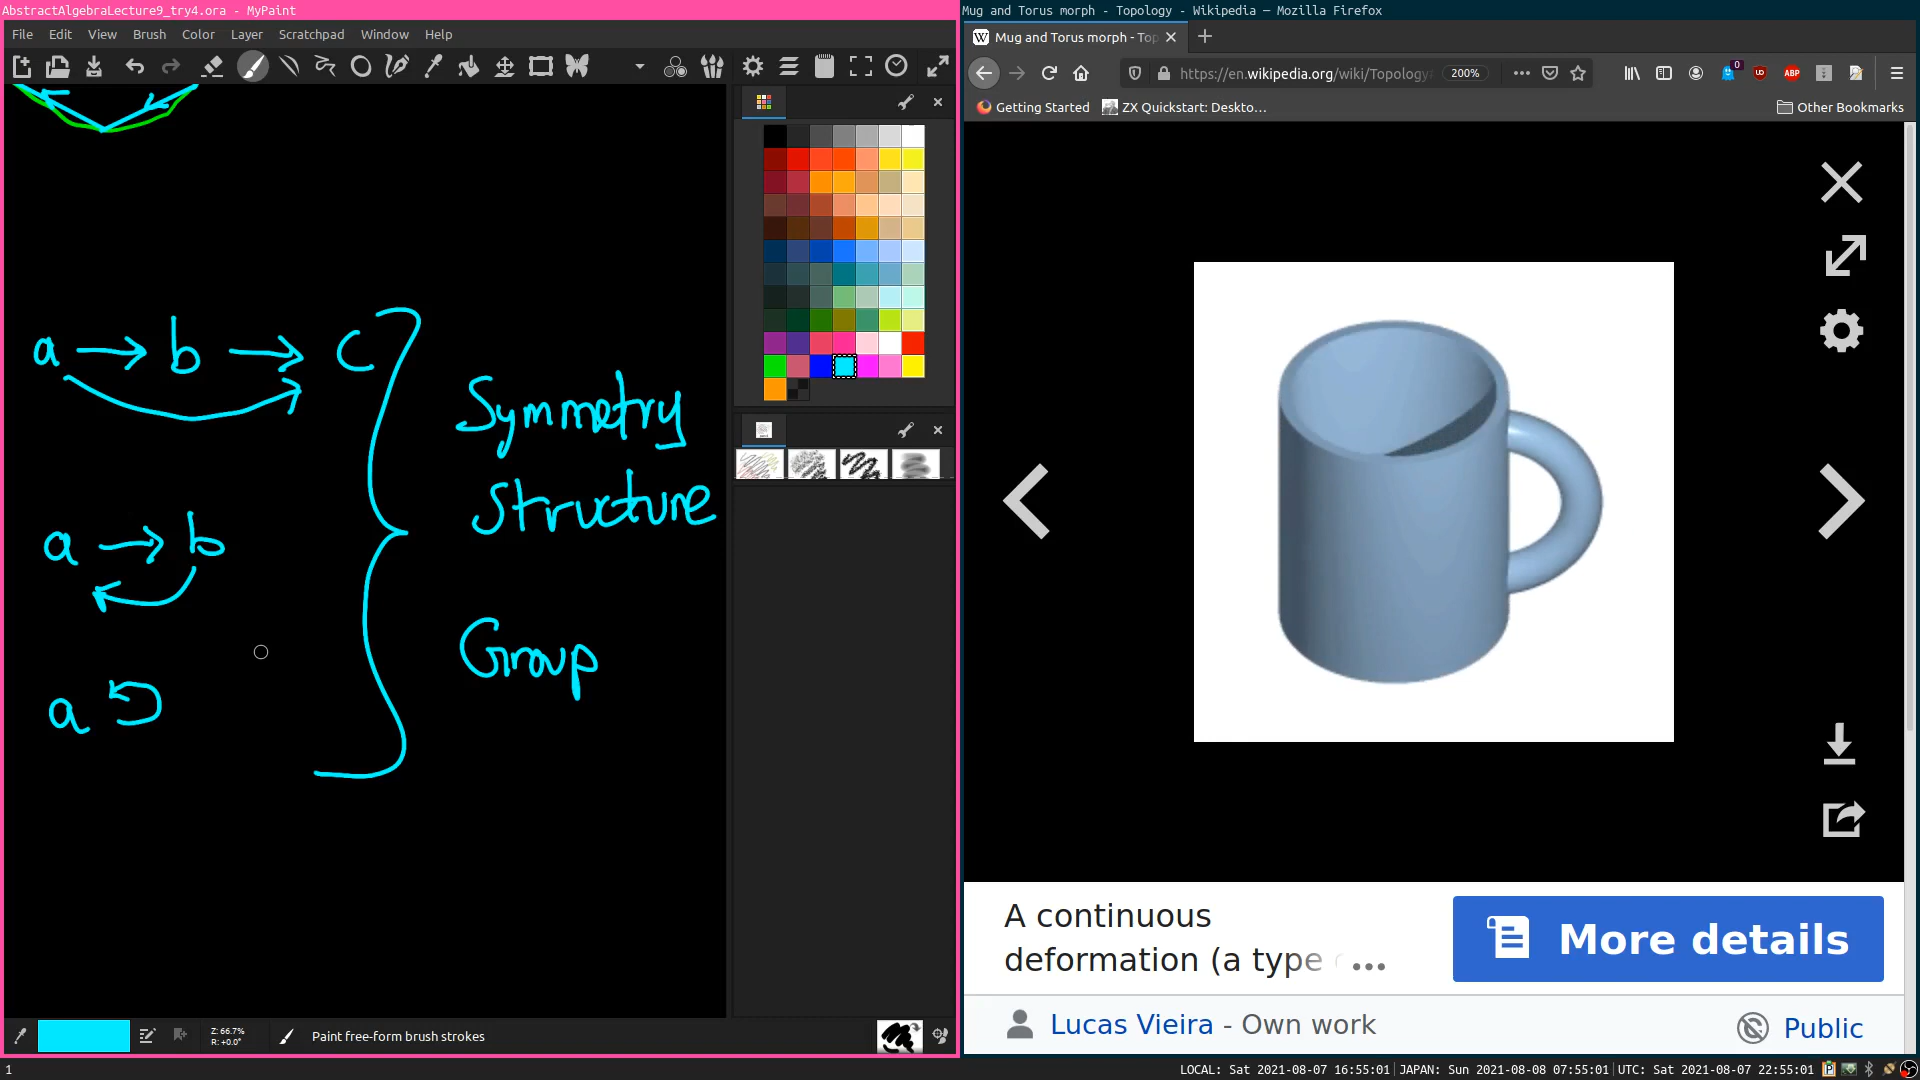 AbstractAlgebraLecture9_try4.ora - MyPaint
File Edit View Brush Color Layer Scratchpad Window Help
a → b → c
Symmetry
Structure
a → b
Group
a
Z: 66.7%
R: +0.0°
Paint free-form brush strokes
Mug and Torus morph - Topology - Wikipedia — Mozilla Firefox
Mug and Torus morph - Top
https://en.wikipedia.org/wiki/Topology
200%
0
ABP
Getting Started
ZX Quickstart: Deskto…
Other Bookmarks
A continuous
deformation (a type
...
More details
Lucas Vieira - Own work
Public
1
LOCAL: Sat 2021-08-07 16:55:01 JAPAN: Sun 2021-08-08 07:55:01 UTC: Sat 2021-08-07 22:55:01